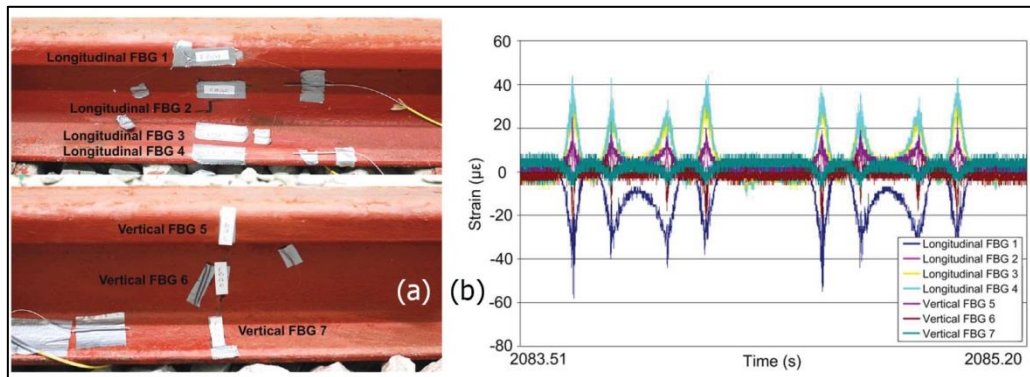 Longitudinal FBG 1
Longitudinal FBG 2
Longitudinal FBG 3
Longitudinal FBG 4
Vertical FBG 5
Vertical FBG 6
Vertical FBG 7
(a)
(b)
60
40
20
0
-20
-40
-60
-80
Strain (με)
2083.51
Time (s)
2085.20
Longitudinal FBG 1
Longitudinal FBG 2
Longitudinal FBG 3
Longitudinal FBG 4
Vertical FBG 5
Vertical FBG 6
Vertical FBG 7